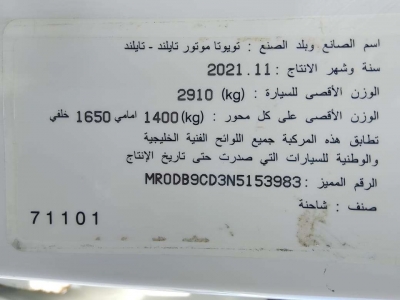 اسم الصانع وبلد الصنع : تويوتا موتور تايلند - تايلند
سنة وشهر الانتاج : 2021.11
الوزن الأقصى للسيارة : (kg) 2910
الوزن الأقصى على كل محور : (kg) 1400 امامي 1650 خلفي
تطابق هذه المركبة جميع اللوائح الفنية الخليجية
والوطنية للسيارات التي صدرت حتى تاريخ الإنتاج
الرقم المميز : MR0DB9CD3N5153983
صنف : شاحنة
71101